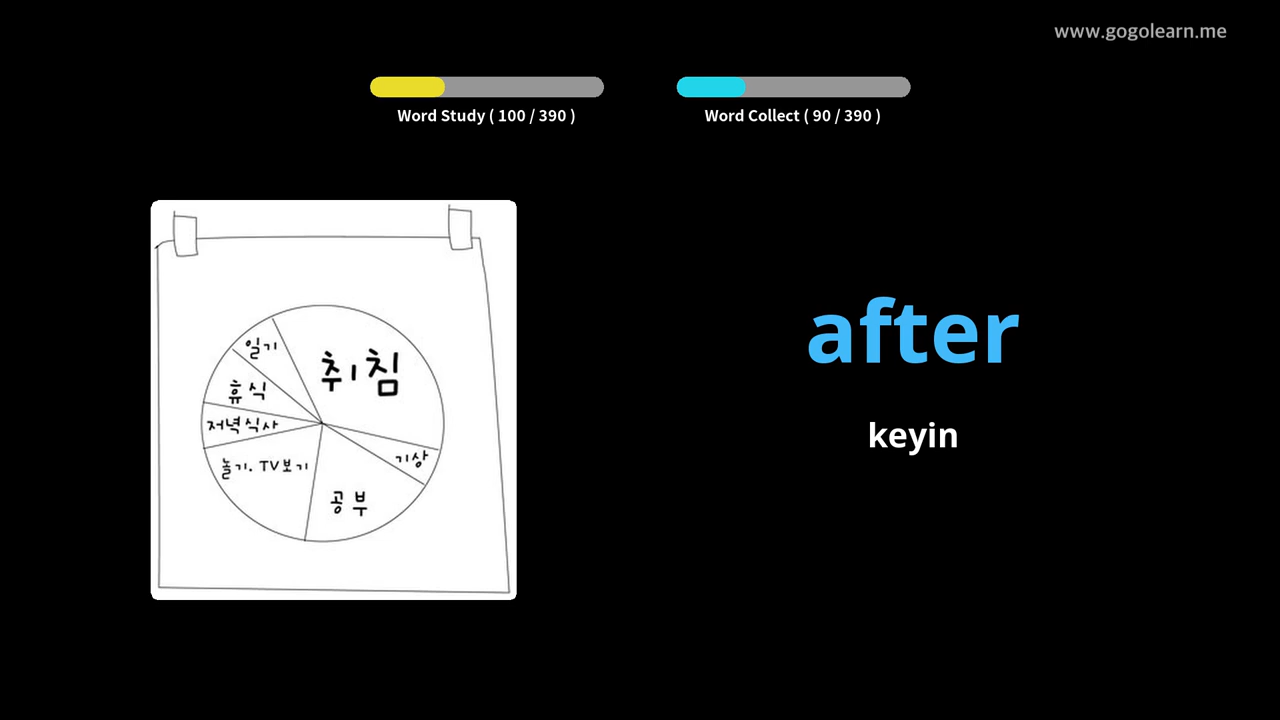 www.gogolearn.me
Word Study ( 100 / 390 )
Word Collect ( 90 / 390 )
일기
취침
휴식
저녁식사
놀기. TV보기
기상
공부
after
keyin